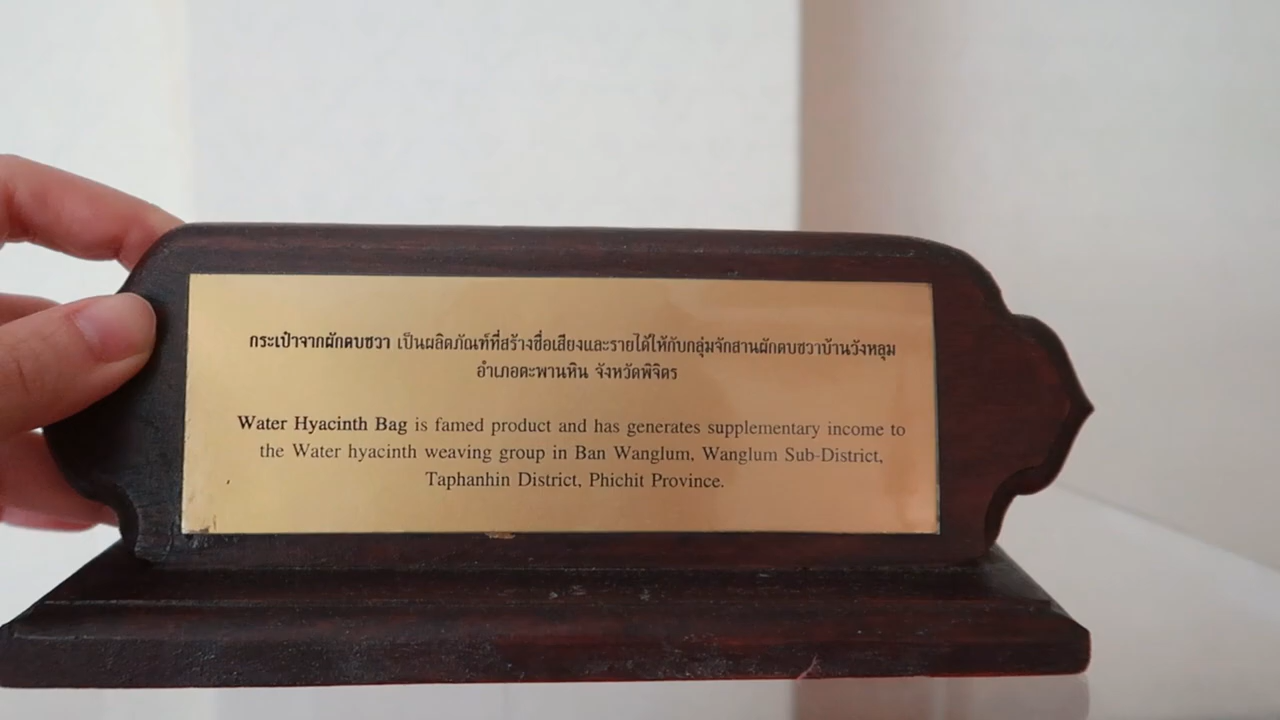 กระเป๋าจากผักตบชวา เป็นผลิตภัณฑ์ที่สร้างชื่อเสียงและรายได้ให้กับกลุ่มจักสานผักตบชวาบ้านวังหลุม
อำเภอตะพานหิน จังหวัดพิจิตร
Water Hyacinth Bag is famed product and has generates supplementary income to
the Water hyacinth weaving group in Ban Wanglum, Wanglum Sub-District,
Taphanhin District, Phichit Province.